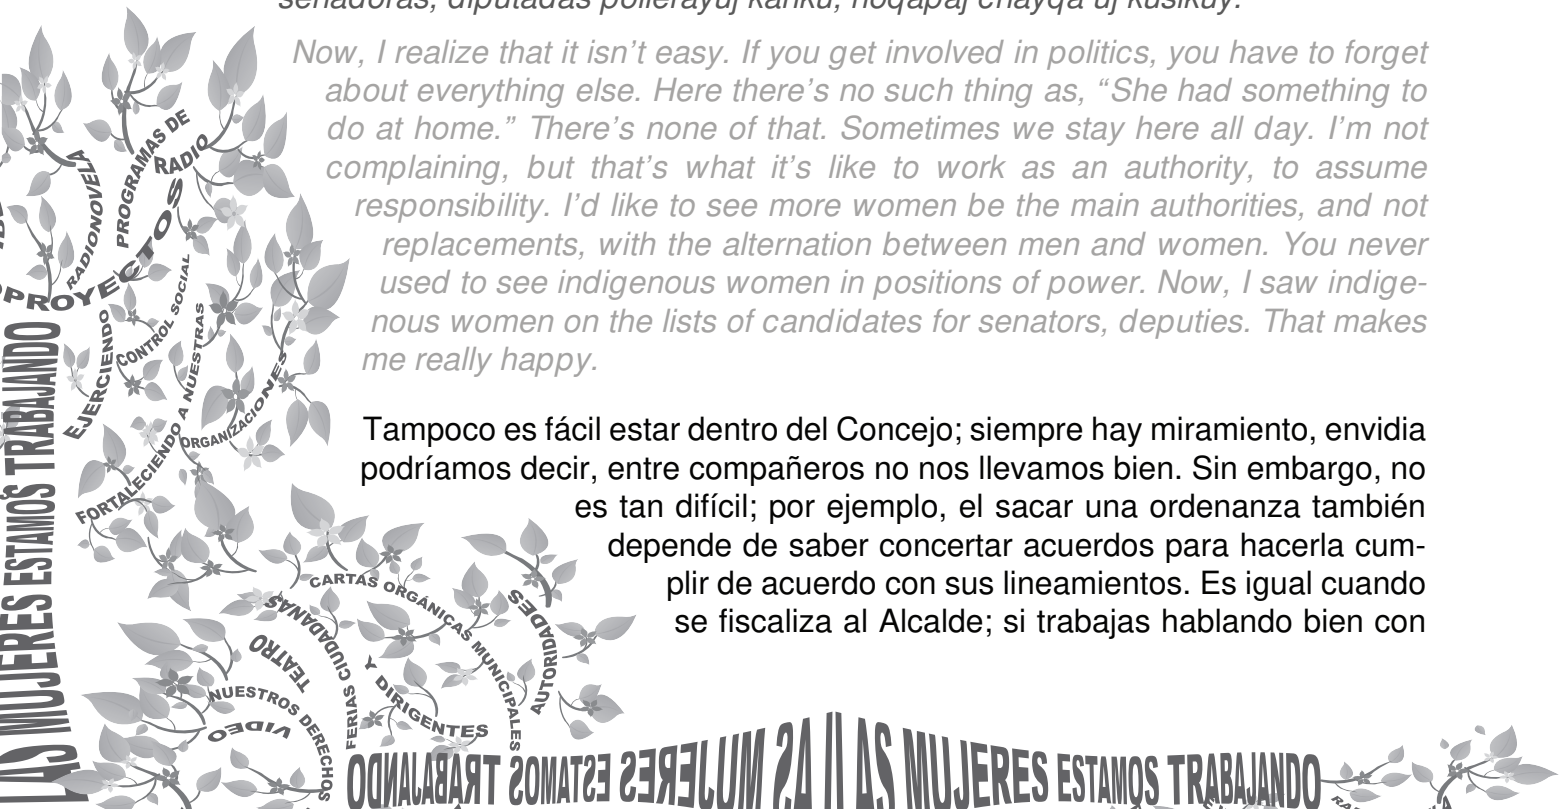 senadoras, diputadas pollerayuj kanku, noqapaj chayqa uj kusikuy.
Now, I realize that it isn’t easy. If you get involved in politics, you have to forget
about everything else. Here there’s no such thing as, “She had something to
do at home.” There’s none of that. Sometimes we stay here all day. I’m not
complaining, but that’s what it’s like to work as an authority, to assume
responsibility. I’d like to see more women be the main authorities, and not
replacements, with the alternation between men and women. You never
used to see indigenous women in positions of power. Now, I saw indige-
nous women on the lists of candidates for senators, deputies. That makes
me really happy.
Tampoco es fácil estar dentro del Concejo; siempre hay miramiento, envidia
podríamos decir, entre compañeros no nos llevamos bien. Sin embargo, no
es tan difícil; por ejemplo, el sacar una ordenanza también
depende de saber concertar acuerdos para hacerla cum-
plir de acuerdo con sus lineamientos. Es igual cuando
se fiscaliza al Alcalde; si trabajas hablando bien con
PROGRAMAS DE
RADIO
RADIONOVELA
PROYECTOS
CONTROL SOCIAL
EJERCIENDO
FORTALECIENDO A NUESTRAS
ORGANIZACIONES
LAS MUJERES ESTAMOS TRABAJANDO
CARTAS ORGÁNICAS MUNICIPALES
AUTORIDADES
Y DIRIGENTES
FERIAS CIUDADANAS
TEATRO
NUESTROS DERECHOS
VIDEO
LAS MUJERES ESTAMOS TRABAJANDO
LAS MUJERES ESTAMOS TRABAJANDO